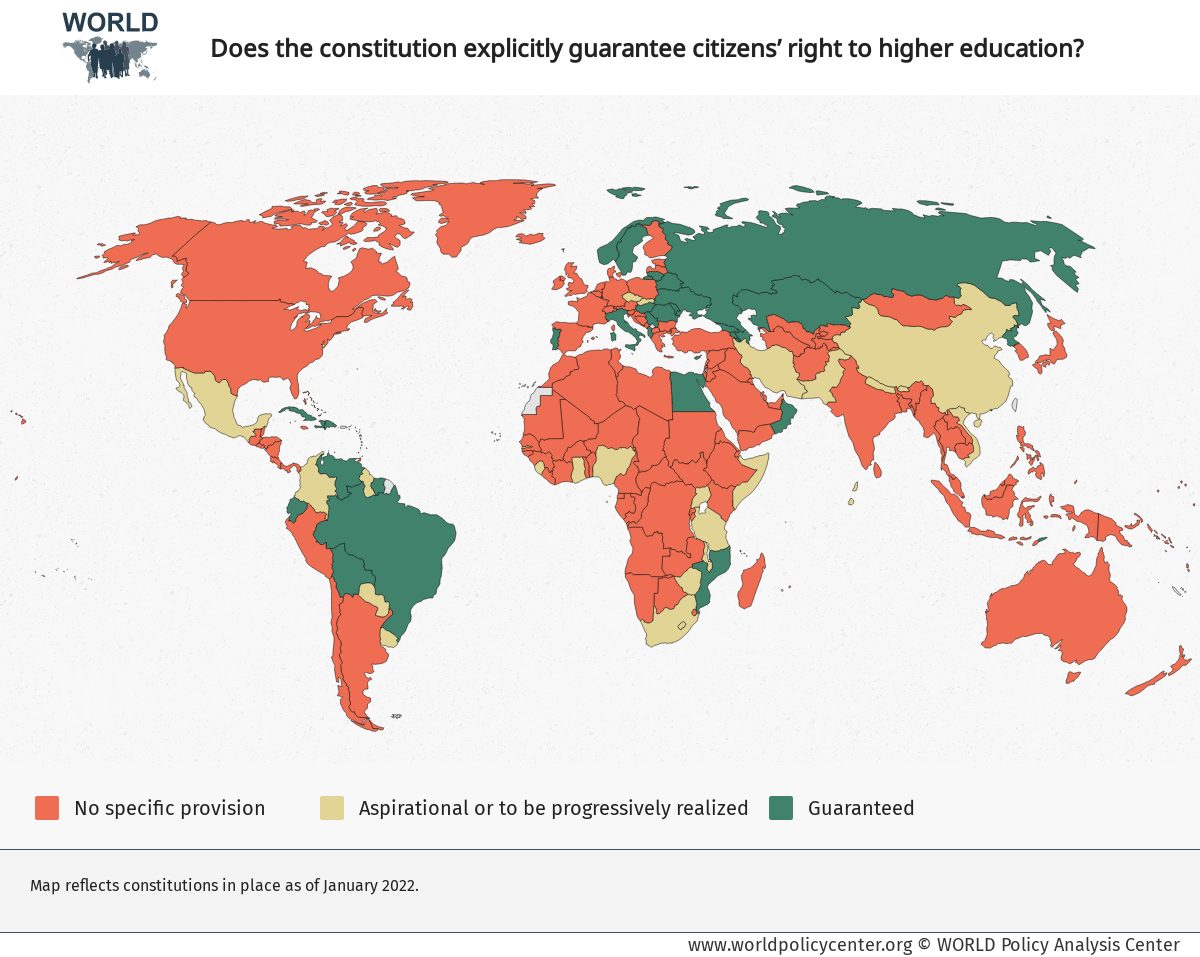 WORLD
Does the constitution explicitly guarantee citizens’ right to higher education?
No specific provision
Aspirational or to be progressively realized
Guaranteed
Map reflects constitutions in place as of January 2022.
www.worldpolicycenter.org © WORLD Policy Analysis Center